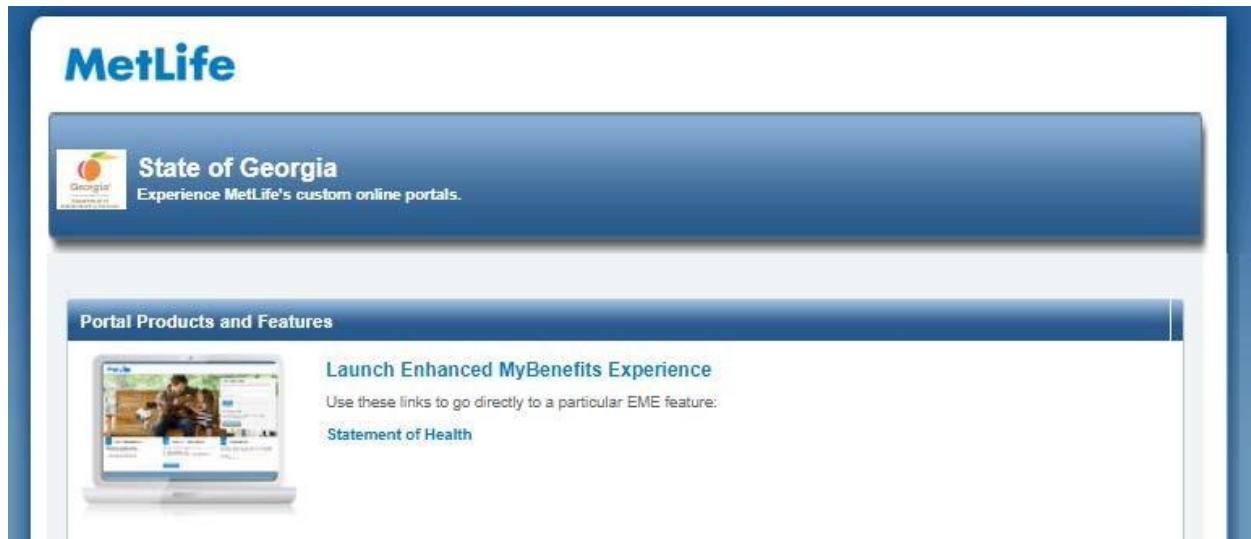 MetLife
State of Georgia
Experience MetLife's custom online portals.
Georgia
Portal Products and Features
Launch Enhanced MyBenefits Experience
Use these links to go directly to a particular EME feature:
Statement of Health